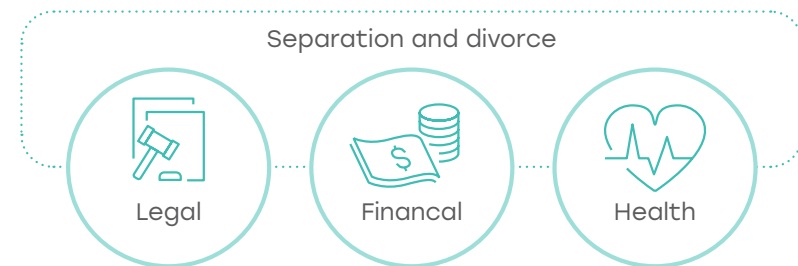 Separation and divorce
Legal
Financal
Health